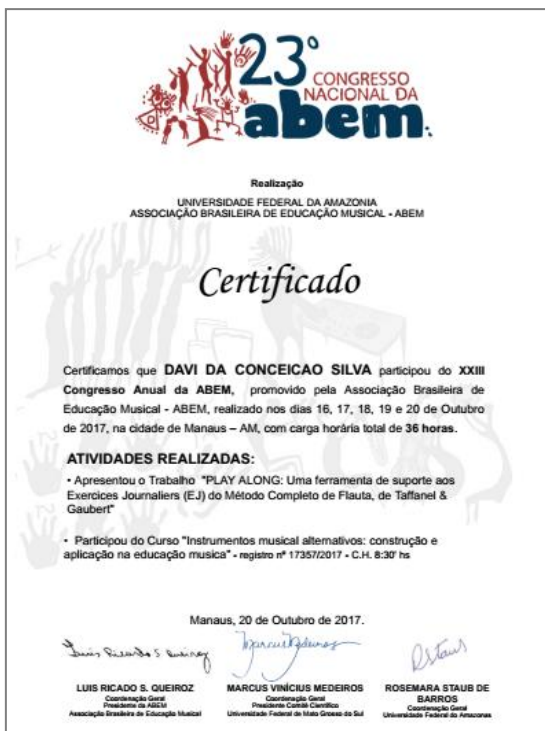 23º CONGRESSO
NACIONAL DA
abem.
Realização
UNIVERSIDADE FEDERAL DA AMAZONIA
ASSOCIAÇÃO BRASILEIRA DE EDUCAÇÃO MUSICAL - ABEM
Certificado
Certificamos que DAVI DA CONCEICAO SILVA participou do XXIII
Congresso Anual da ABEM, promovido pela Associação Brasileira de
Educação Musical - ABEM, realizado nos dias 16, 17, 18, 19 e 20 de Outubro
de 2017, na cidade de Manaus – AM, com carga horária total de 36 horas.
ATIVIDADES REALIZADAS:
• Apresentou o Trabalho "PLAY ALONG: Uma ferramenta de suporte aos
Exercices Journaliers (EJ) do Método Completo de Flauta, de Taffanel &
Gaubert"
• Participou do Curso "Instrumentos musical alternativos: construção e
aplicação na educação musica" - registro nº 17357/2017 - C.H. 8:30' hs
Manaus, 20 de Outubro de 2017.
Luis Ricardo S. Queiroz
Marcus Medeiros
RStaub
LUIS RICADO S. QUEIROZ
Coordenação Geral
Presidente da ABEM
Associação Brasileira de Educação Musical
MARCUS VINÍCIUS MEDEIROS
Coordenação Geral
Presidente Comitê Científico
Universidade Federal de Mato Grosso do Sul
ROSEMARA STAUB DE
BARROS
Coordenação Geral
Universidade Federal do Amazonas